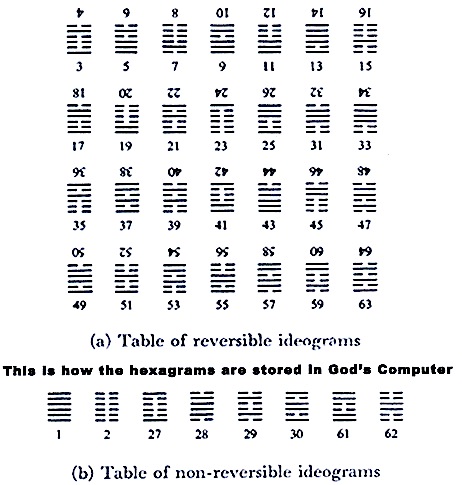 4 6 8 10 12 14 16
3 5 7 9 11 13 15
18 20 22 24 26 32 34
17 19 21 23 25 31 33
36 38 40 42 44 46 48
35 37 39 41 43 45 47
50 52 54 56 58 60 64
49 51 53 55 57 59 63
(a) Table of reversible ideograms
This is how the hexagrams are stored in God's Computer
1 2 27 28 29 30 61 62
(b) Table of non-reversible ideograms